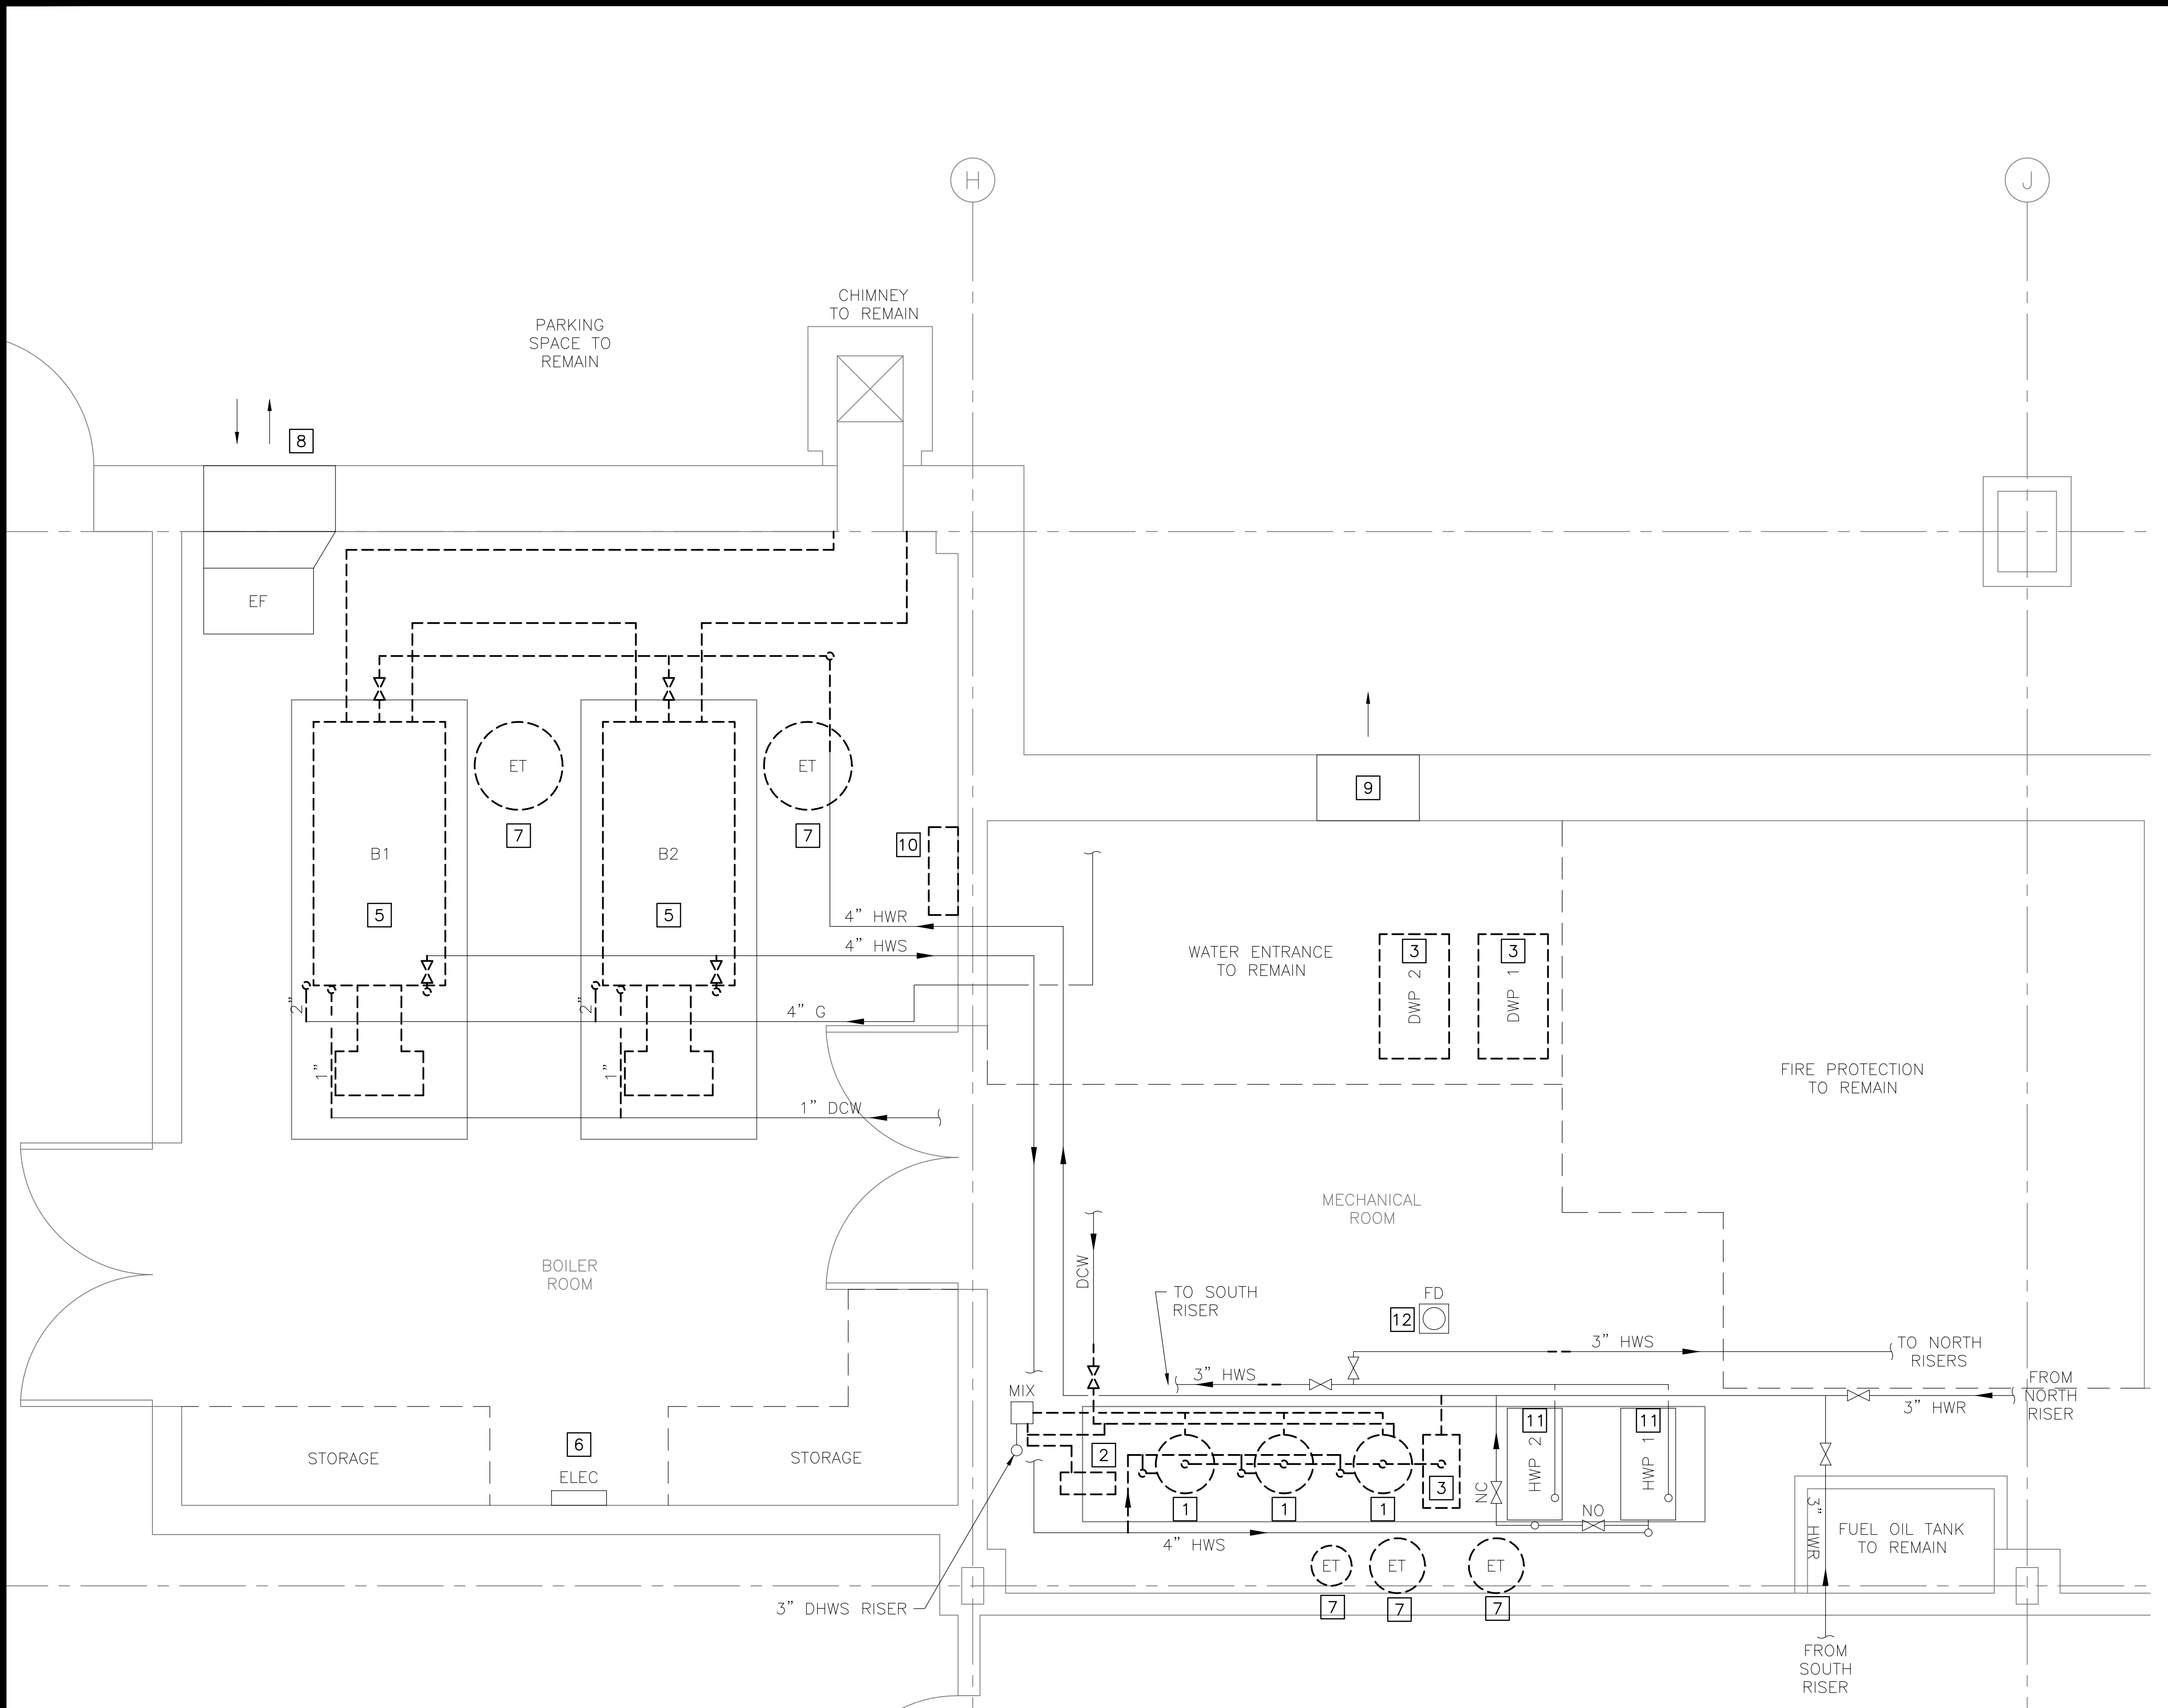 H
J
CHIMNEY
TO REMAIN
PARKING
SPACE TO
REMAIN
8
EF
ET
ET
9
7
7
10
B1
B2
5
5
4" HWR
4" HWS
WATER ENTRANCE
TO REMAIN
3
3
DWP 2
DWP 1
2"
2"
4" G
1"
1"
1" DCW
FIRE PROTECTION
TO REMAIN
MECHANICAL
ROOM
BOILER
ROOM
DCW
TO SOUTH
RISER
FD
12
3" HWS
TO NORTH
RISERS
3" HWS
FROM
NORTH
RISER
3" HWR
MIX
11
11
HWP 2
HWP 1
STORAGE
6
ELEC
STORAGE
2
3
NC
1
1
1
NO
4" HWS
3" HWR
FUEL OIL TANK
TO REMAIN
ET
ET
ET
7
7
7
3" DHWS RISER
FROM
SOUTH
RISER